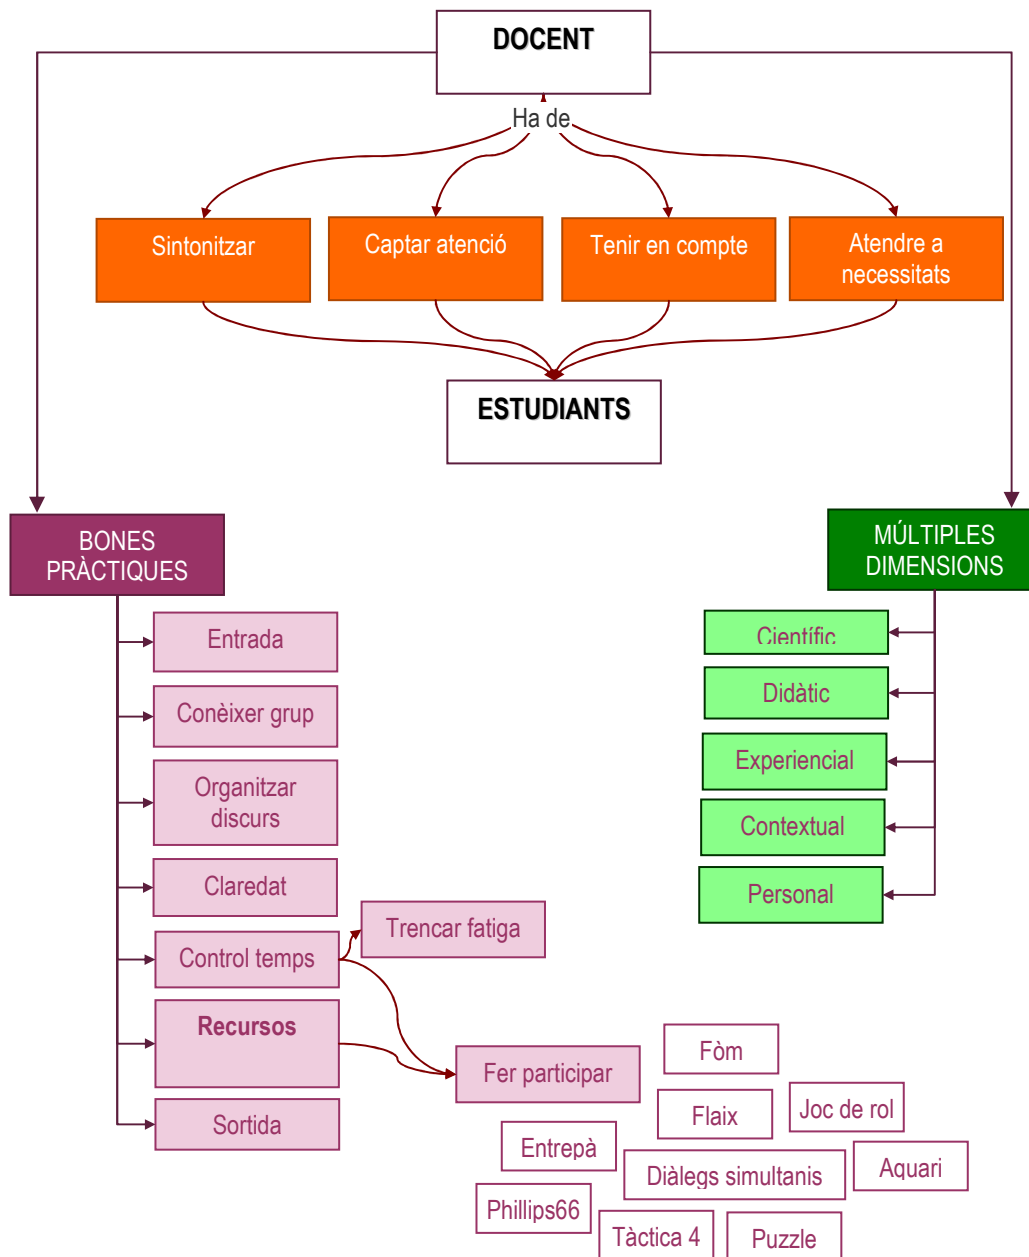 DOCENT
Ha de
Sintonitzar
Captar atenció
Tenir en compte
Atendre a
necessitats
ESTUDIANTS
BONES
PRÀCTIQUES
MÚLTIPLES
DIMENSIONS
Entrada
Conèixer grup
Organitzar
discurs
Claredat
Control temps
Recursos
Sortida
Trencar fatiga
Fer participar
Científic
Didàtic
Experiencial
Contextual
Personal
Fòm
Flaix
Joc de rol
Entrepà
Diàlegs simultanis
Aquari
Phillips66
Tàctica 4
Puzzle